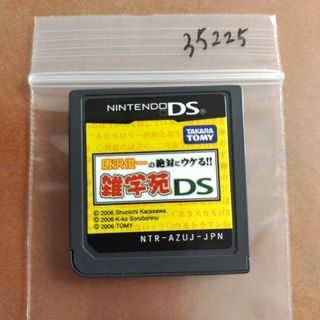 35225
NINTENDO DS
TAKARA TOMY
唐沢俊一の絶対にウケる!!
雑学苑DS
© 2006 Shunichi Karasawa
© 2006 K-ko Sorubonnu
© 2006 TOMY
NTR-AZUJ-JPN